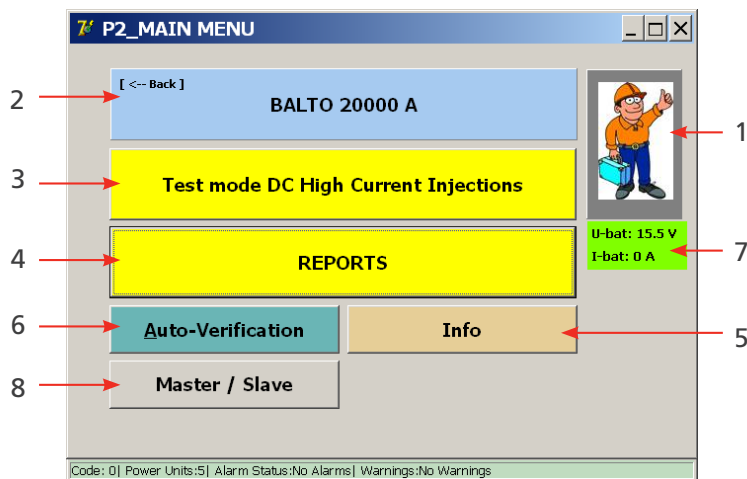 P2_MAIN MENU
[ <-- Back ]
2
BALTO 20000 A
1
3
Test mode DC High Current Injections
U-bat: 15.5 V
7
I-bat: 0 A
4
REPORTS
6
Auto-Verification
Info
5
8
Master / Slave
Code: 0| Power Units:5| Alarm Status:No Alarms| Warnings:No Warnings